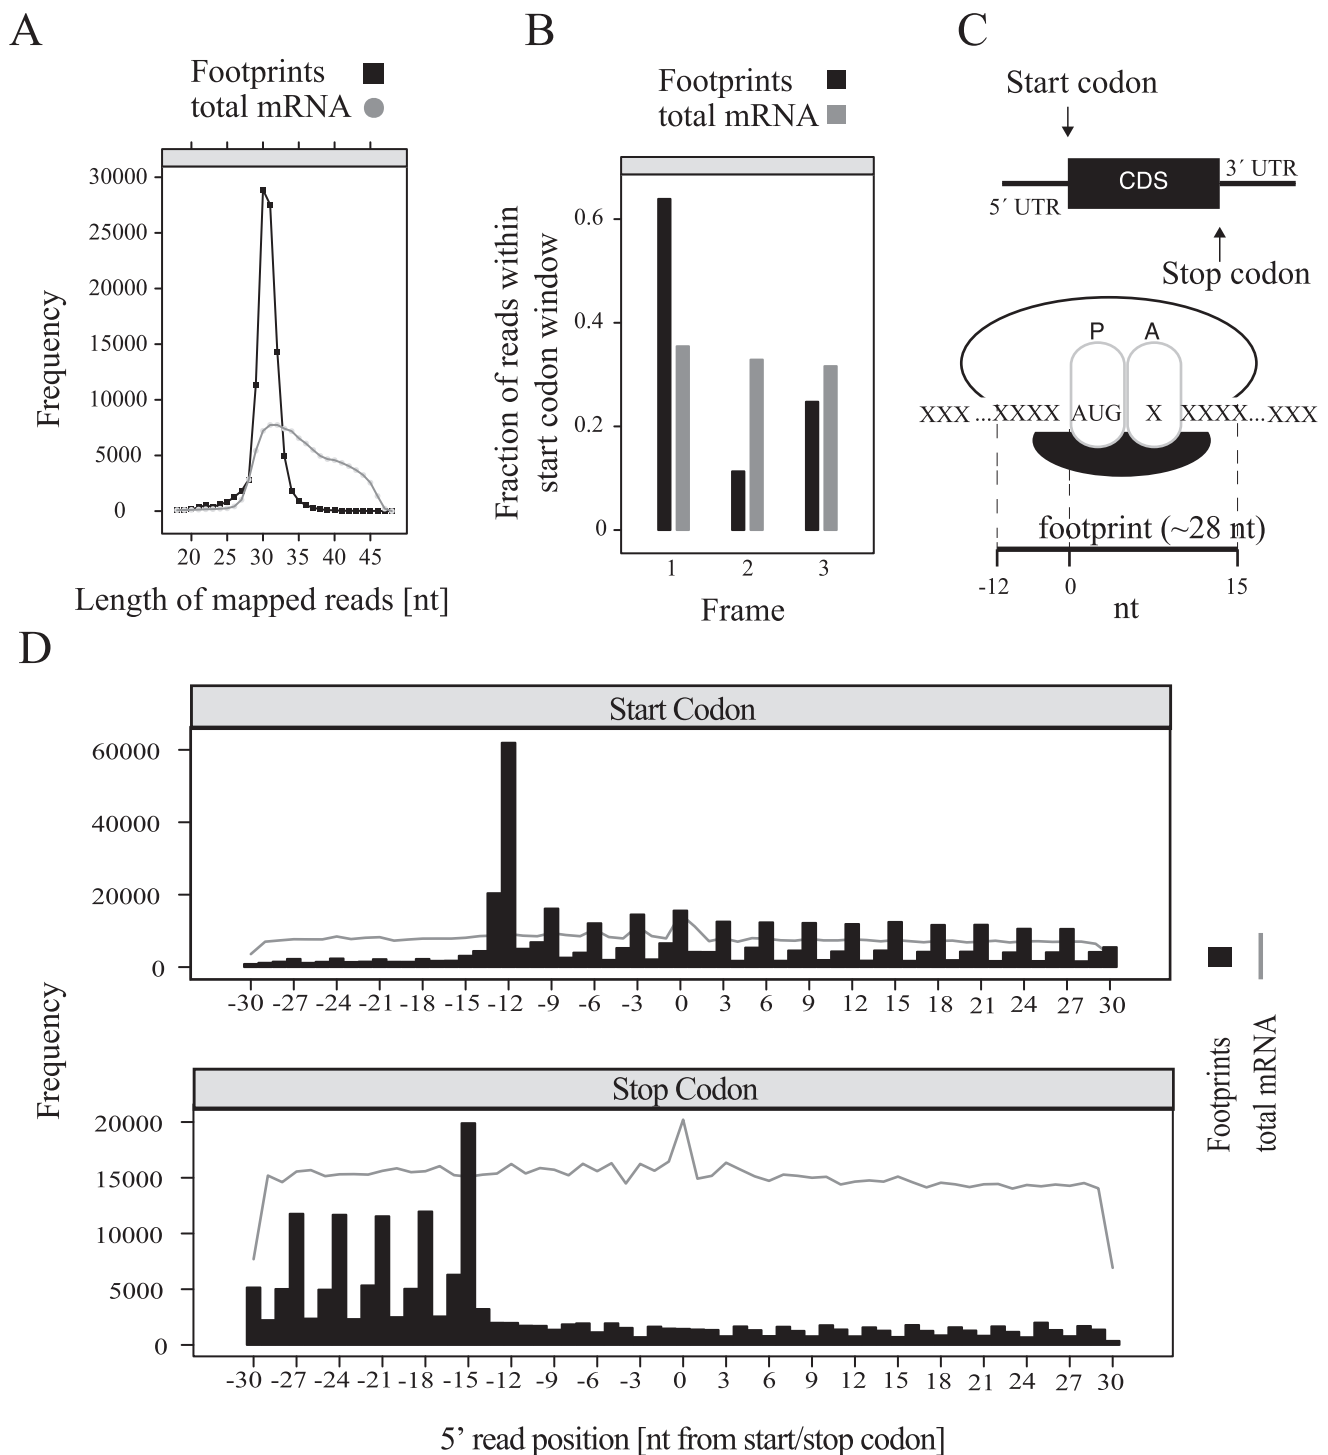 A
Footprints
total mRNA
30000
25000
20000
15000
10000
5000
0
Frequency
20 25 30 35 40 45
Length of mapped reads [nt]
B
Footprints
total mRNA
Fraction of reads within
start codon window
0.6
0.4
0.2
0
1 2 3
Frame
C
Start codon
CDS
3´ UTR
5´ UTR
Stop codon
P A
XXX ...XXXX AUG X XXXX...XXX
footprint (~28 nt)
-12 0 15
nt
D
Start Codon
60000
40000
20000
0
-30 -27 -24 -21 -18 -15 -12 -9 -6 -3 0 3 6 9 12 15 18 21 24 27 30
Frequency
Stop Codon
20000
15000
10000
5000
0
-30 -27 -24 -21 -18 -15 -12 -9 -6 -3 0 3 6 9 12 15 18 21 24 27 30
5’ read position [nt from start/stop codon]
Footprints
total mRNA